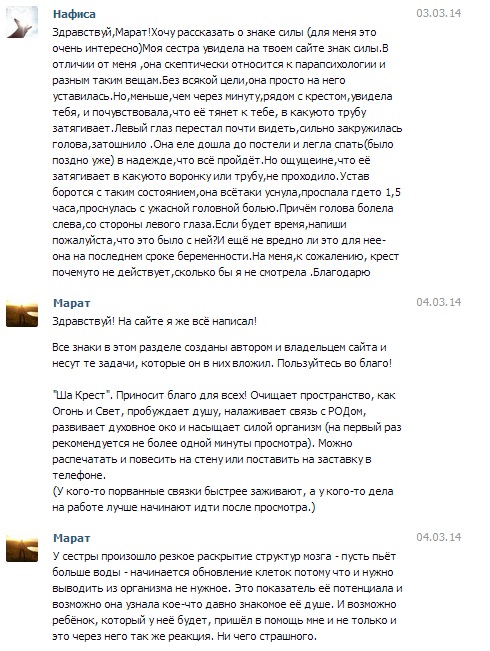 Нафиса 03.03.14
Здравствуй,Марат!Хочу рассказать о знаке силы (для меня это
очень интересно)Моя сестра увидела на твоем сайте знак силы.В
отличии от меня ,она скептически относится к парапсихологии и
разным таким вещам.Без всякой цели,она просто на него
уставилась.Но,меньше,чем через минуту,рядом с крестом,увидела
тебя, и почувствовала,что её тянет к тебе, в какуюто трубу
затягивает.Левый глаз перестал почти видеть,сильно закружилась
голова,затошнило .Она еле дошла до постели и легла спать(было
поздно уже) в надежде,что всё пройдёт.Но ощущеине,что её
затягивает в какуюто воронку или трубу,не проходило.Устав
боротся с таким состоянием,она всётаки уснула,проспала гдето 1,5
часа,проснулась с ужасной головной болью.Причём голова болела
слева,со стороны левого глаза.Если будет время,напиши
пожалуйста,что это было с ней?И ещё не вредно ли это для нее-
она на последнем сроке беременности.На меня,к сожалению, крест
почемуто не действует,сколько бы я не смотрела .Благодарю
Марат 04.03.14
Здравствуй! На сайте я же всё написал!
Все знаки в этом разделе созданы автором и владельцем сайта и
несут те задачи, которые он в них вложил. Пользуйтесь во благо!
"Ша Крест". Приносит благо для всех! Очищает пространство, как
Огонь и Свет, пробуждает душу, налаживает связь с РОДом,
развивает духовное око и насыщает силой организм (на первый раз
рекомендуется не более одной минуты просмотра). Можно
распечатать и повесить на стену или поставить на заставку в
телефоне.
(У кого-то порванные связки быстрее заживают, а у кого-то дела
на работе лучше начинают идти после просмотра.)
Марат 04.03.14
У сестры произошло резкое раскрытие структур мозга - пусть пьёт
больше воды - начинается обновление клеток потому что и нужно
выводить из организма не нужное. Это показатель её потенциала и
возможно она узнала кое-что давно знакомое её душе. И возможно
ребёнок, который у неё будет, пришёл в помощь мне и не только и
это через него так же реакция. Ни чего страшного.